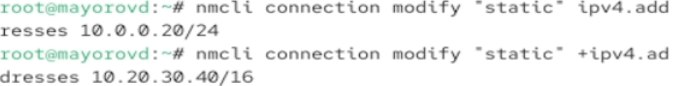 root@mayorovd:~# nmcli connection modify "static" ipv4.add
resses 10.0.0.20/24
root@mayorovd:~# nmcli connection modify "static" +ipv4.ad
dresses 10.20.30.40/16